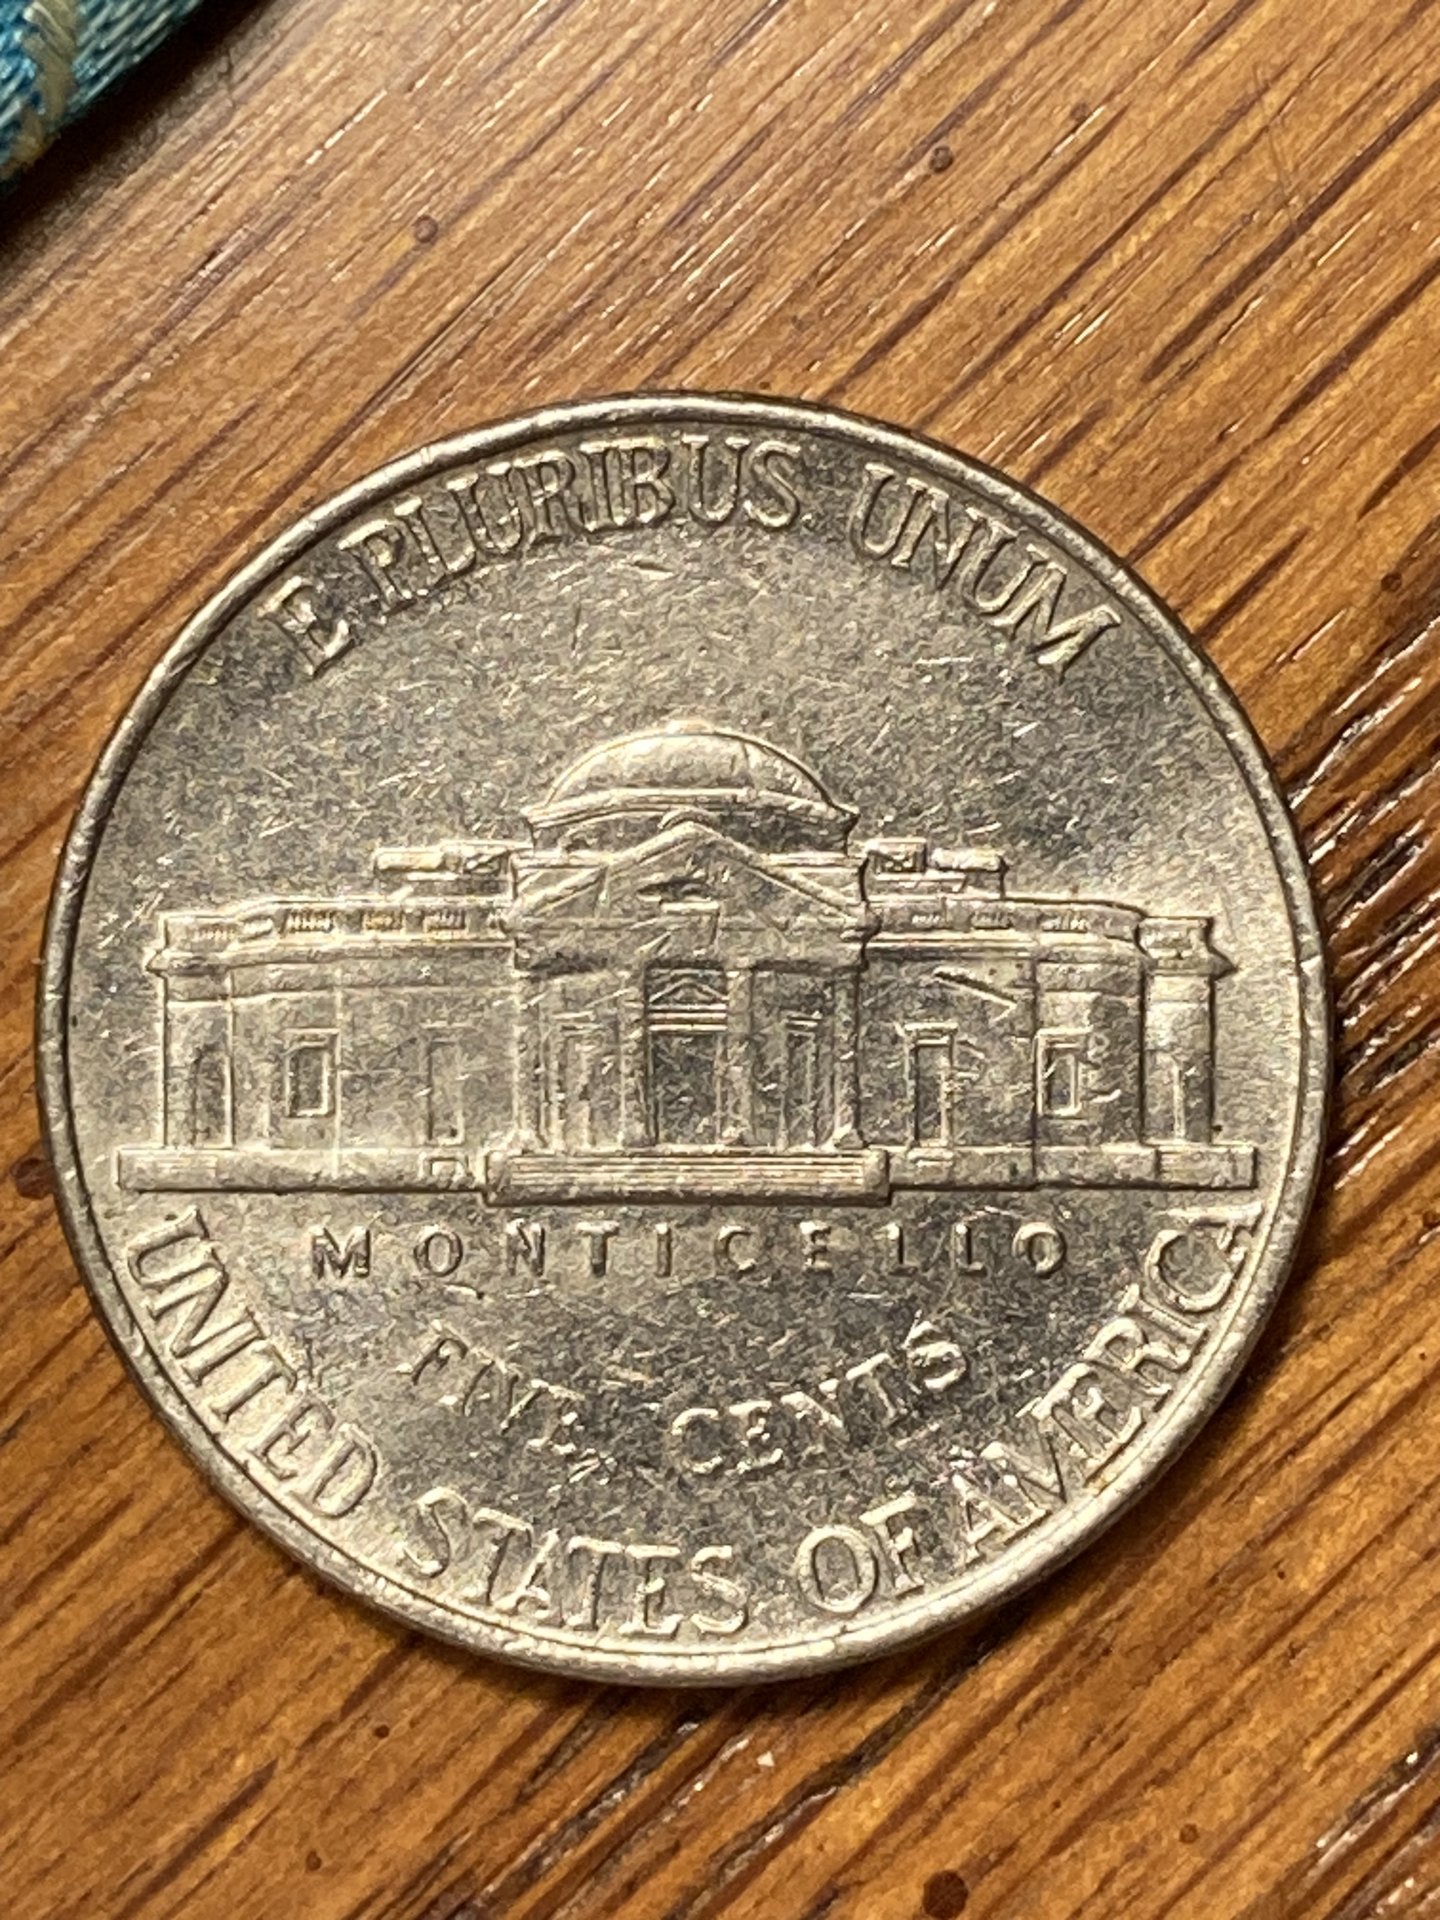 E PLURIBUS UNUM
MONTICELLO
FIVE CENTS
UNITED STATES OF AMERICA